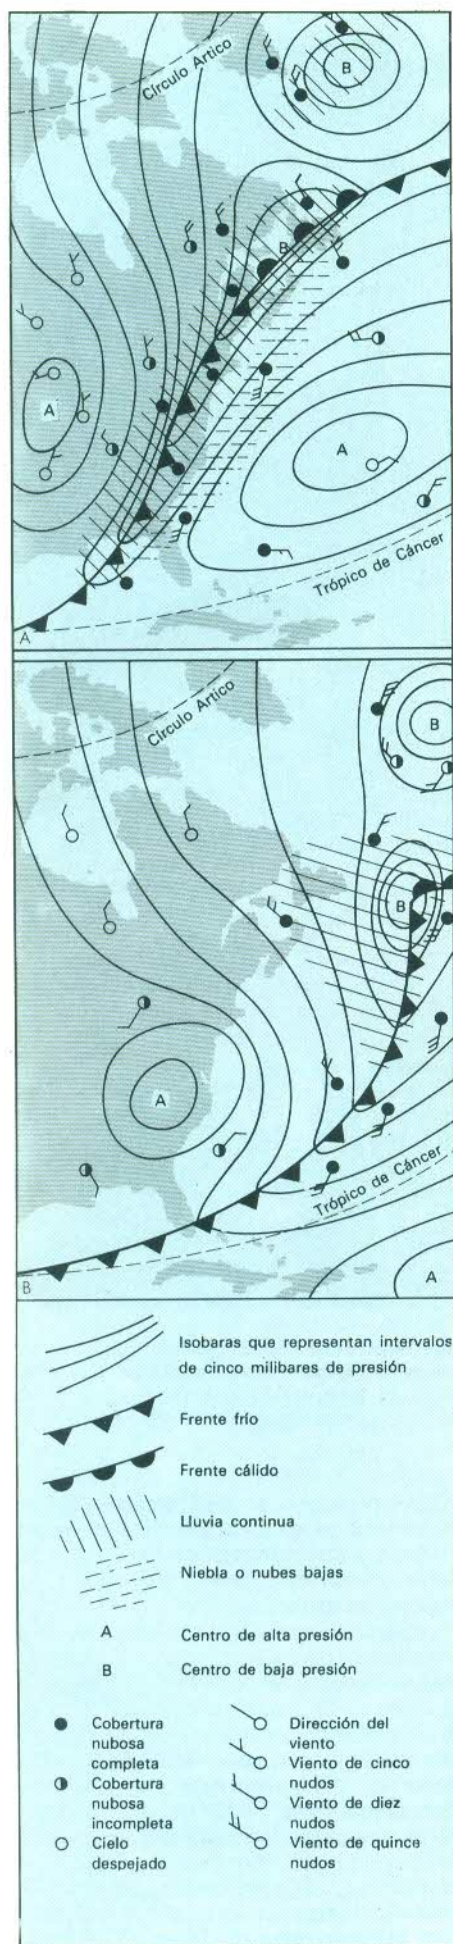 Círculo Artico
B
B
A
A
Trópico de Cáncer
A
Círculo Artico
B
B
A
Trópico de Cáncer
A
B
Isobaras que representan intervalos
de cinco milibares de presión
Frente frío
Frente cálido
Lluvia continua
Niebla o nubes bajas
A Centro de alta presión
B Centro de baja presión
Cobertura
nubosa
completa
Cobertura
nubosa
incompleta
Cielo
despejado
Dirección del
viento
Viento de cinco
nudos
Viento de diez
nudos
Viento de quince
nudos